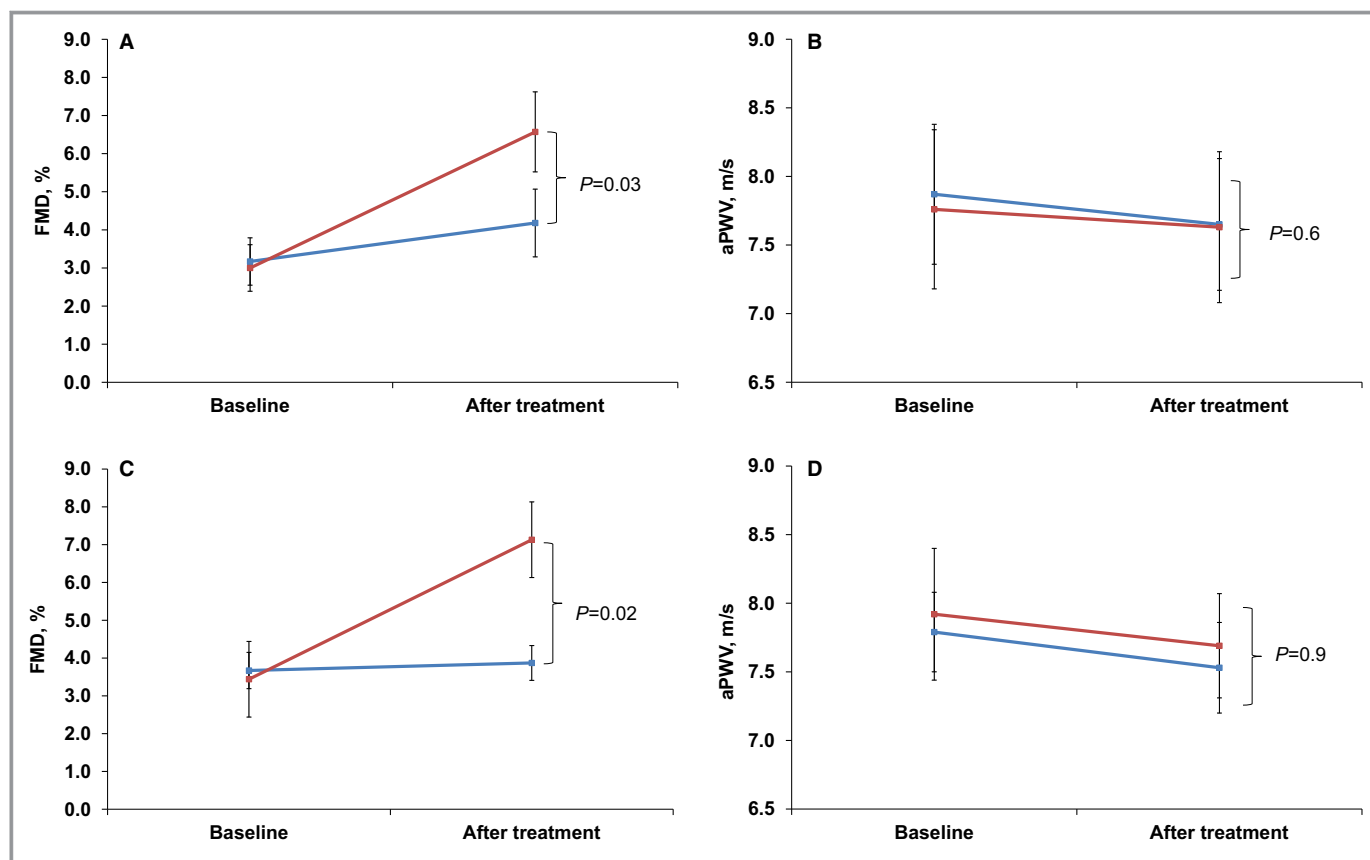 A
FMD, %
9.0
8.0
7.0
6.0
5.0
4.0
3.0
2.0
1.0
0.0
P=0.03
Baseline After treatment
B
aPWV, m/s
9.0
8.5
8.0
7.5
7.0
6.5
P=0.6
Baseline After treatment
C
FMD, %
9.0
8.0
7.0
6.0
5.0
4.0
3.0
2.0
1.0
0.0
P=0.02
Baseline After treatment
D
aPWV, m/s
9.0
8.5
8.0
7.5
7.0
6.5
P=0.9
Baseline After treatment